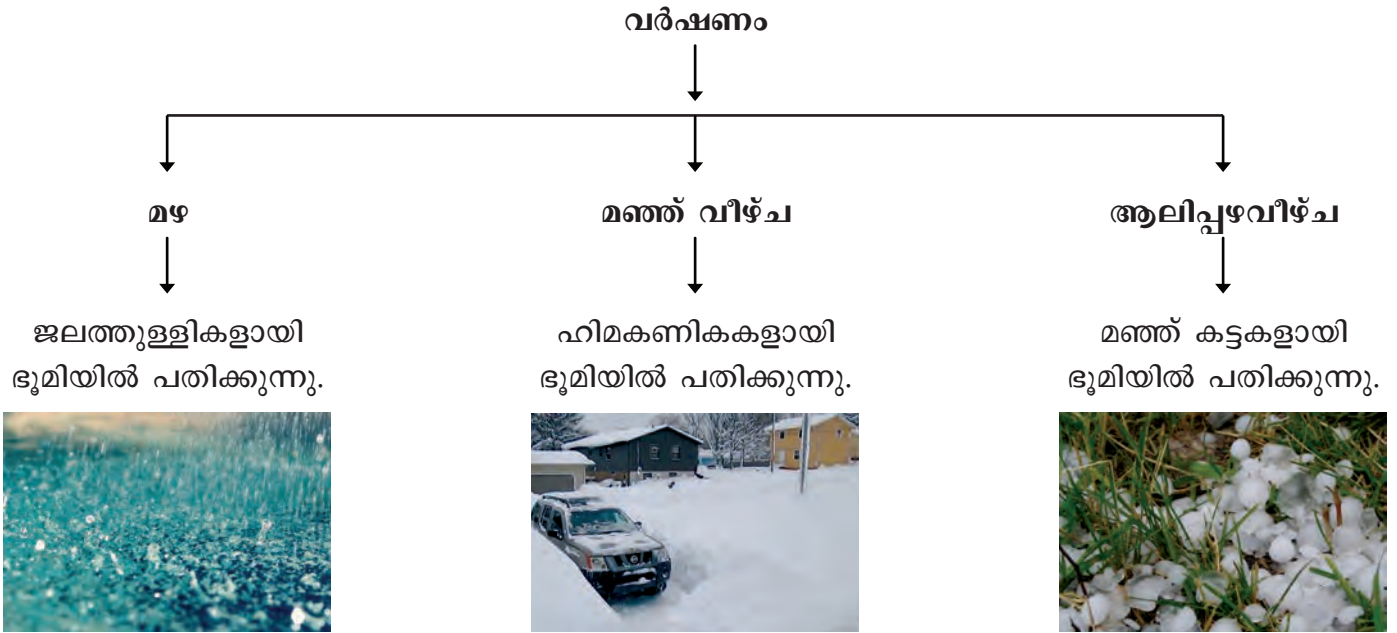 വർഷണം
മഴ
മഞ്ഞ് വീഴ്ച
ആലിപ്പഴവീഴ്ച
ജലത്തുള്ളികളായി
ഭൂമിയിൽ പതിക്കുന്നു.
ഹിമകണികകളായി
ഭൂമിയിൽ പതിക്കുന്നു.
മഞ്ഞ് കട്ടകളായി
ഭൂമിയിൽ പതിക്കുന്നു.